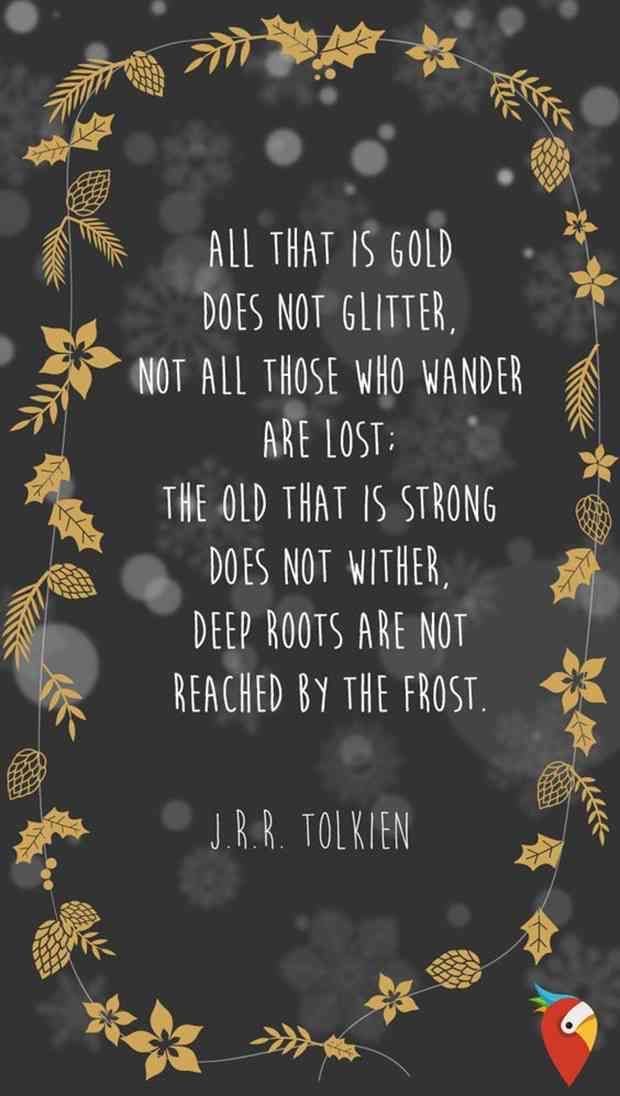 ALL THAT IS GOLD
DOES NOT GLITTER,
NOT ALL THOSE WHO WANDER
ARE LOST;
THE OLD THAT IS STRONG
DOES NOT WITHER,
DEEP ROOTS ARE NOT
REACHED BY THE FROST.
J.R.R. TOLKIEN